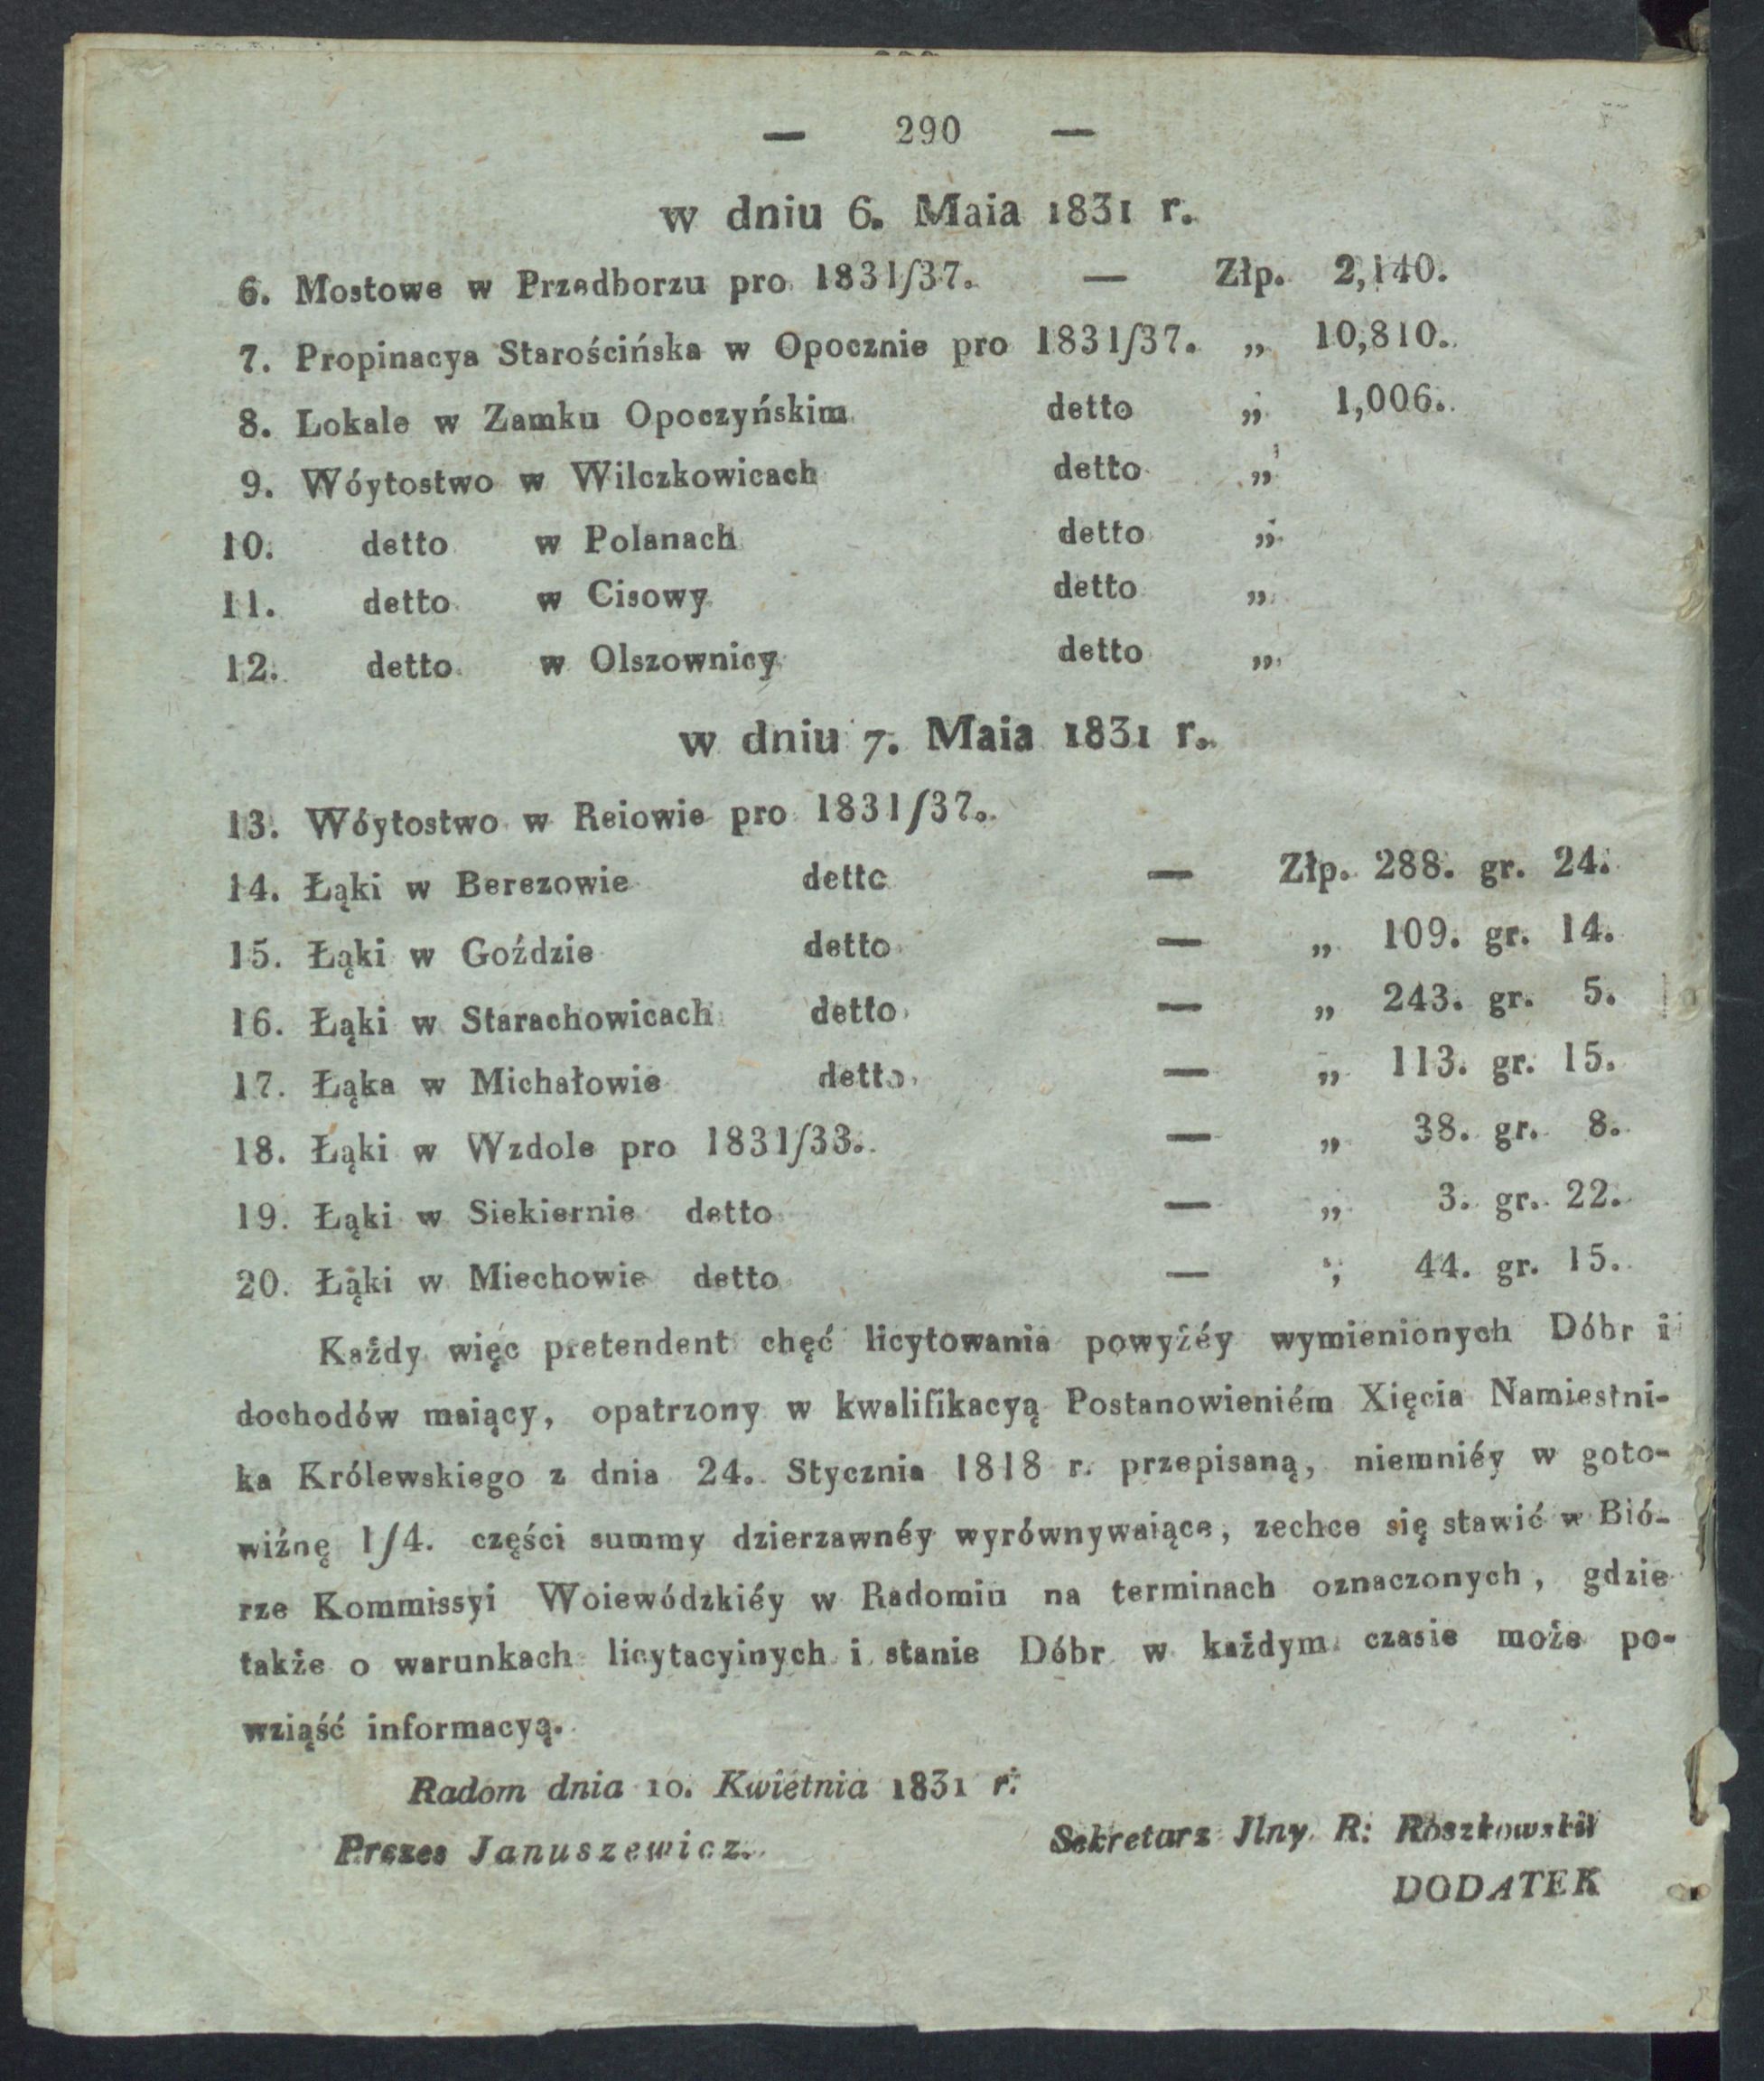 — 290 —
w dniu 6. Maia 1831 r.
6. Mostowe w Przedborzu pro 1831/37. — Złp. 2,140.
7. Propinacya Starościńska w Opocznie pro 1831/37. „ 10,810.
8. Lokale w Zamku Opoczyńskim detto „ 1,006.
9. Wóytostwo w Wilczkowicach detto „
10. detto w Polanach detto „
11. detto w Cisowy detto „
12. detto w Olszownicy detto „
w dniu 7. Maia 1831 r.
13. Wóytostwo w Reiowie pro 1831/37.
14. Łąki w Berezowie detto — Złp. 288. gr. 24.
15. Łąki w Goździe detto — „ 109. gr. 14.
16. Łąki w Starachowicach detto — „ 243. gr. 5.
17. Łąka w Michałowie detto — „ 113. gr. 15.
18. Łąki w Wzdole pro 1831/33. — „ 38. gr. 8.
19. Łąki w Siekiernie detto — „ 3. gr. 22.
20. Łąki w Miechowie detto — „ 44. gr. 15.
Każdy więc pretendent chęć licytowania powyżéy wymienionych Dóbr i
dochodów maiący, opatrzony w kwalifikacyą Postanowieniém Xięcia Namiestni-
ka Królewskiego z dnia 24. Stycznia 1818 r. przepisaną, niemniéy w goto-
wiźnę 1/4. części summy dzierzawnéy wyrównywaiące, zechce się stawić w Bió-
rze Kommissyi Woiewódzkiéy w Radomiu na terminach oznaczonych, gdzie
także o warunkach licytacyinych i stanie Dóbr w każdym czasie może po-
wziąść informacyą.
Radom dnia 10. Kwietnia 1831 r.
Prezes Januszewicz.
Sekretarz Jlny R: Roszkowski
DODATEK